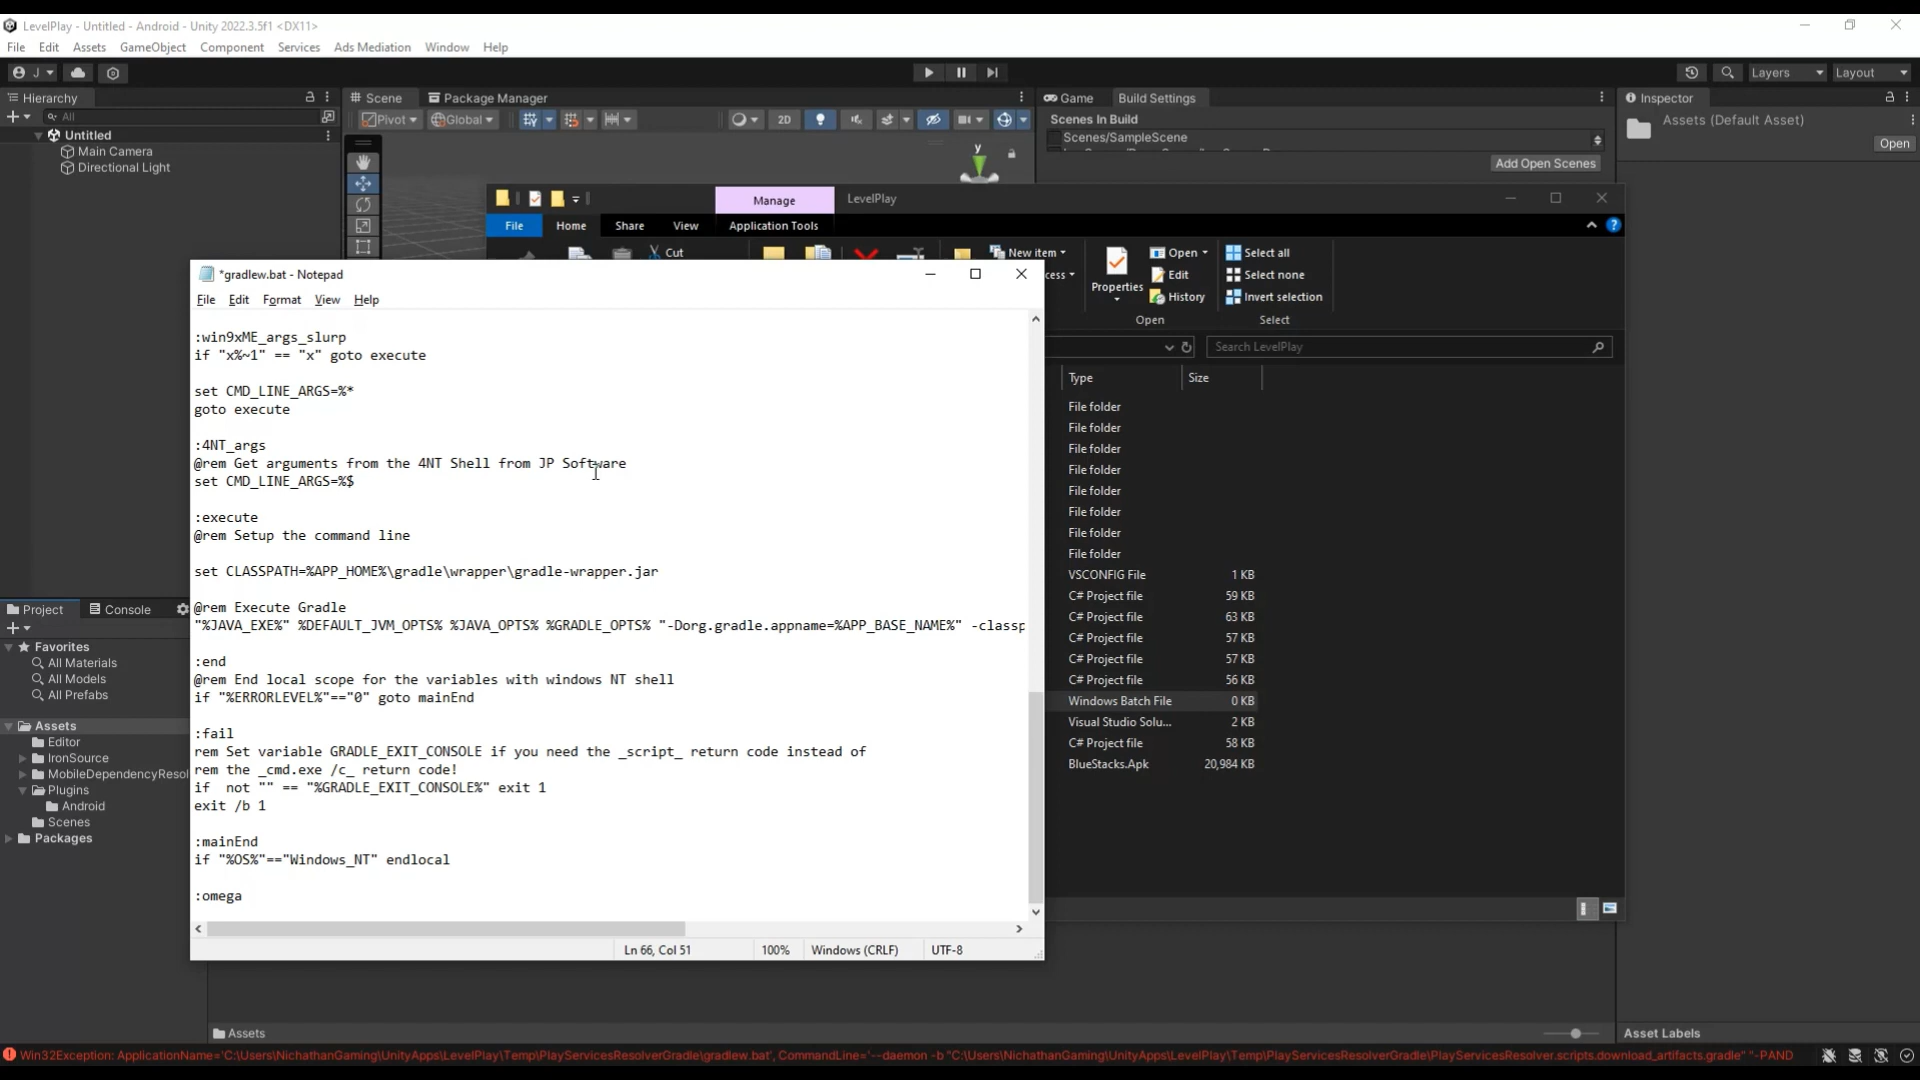 LevelPlay - Untitled - Android - Unity 2022.3.5f1 <DX11>
File Edit Assets GameObject Component Services Ads Mediation Window Help
J
Layers Layout
Hierarchy
All
Untitled
Main Camera
Directional Light
Scene Package Manager
Pivot Global 2D
y
Game Build Settings
Scenes In Build
Scenes/SampleScene
Add Open Scenes
Inspector
Assets (Default Asset)
Open
Manage LevelPlay
File Home Share View Application Tools
Cut
New item
cess
Properties
Open
Edit
History
Open
Select all
Select none
Invert selection
Select
Search LevelPlay
Type Size
File folder
File folder
File folder
File folder
File folder
File folder
File folder
File folder
VSCONFIG File 1 KB
C# Project file 59 KB
C# Project file 63 KB
C# Project file 57 KB
C# Project file 57 KB
C# Project file 56 KB
Windows Batch File 0 KB
Visual Studio Solu... 2 KB
C# Project file 58 KB
BlueStacks.Apk 20,984 KB
*gradlew.bat - Notepad
File Edit Format View Help
:win9xME_args_slurp
if "x%~1" == "x" goto execute
set CMD_LINE_ARGS=%*
goto execute
:4NT_args
@rem Get arguments from the 4NT Shell from JP Software
set CMD_LINE_ARGS=%$
:execute
@rem Setup the command line
set CLASSPATH=%APP_HOME%\gradle\wrapper\gradle-wrapper.jar
@rem Execute Gradle
"%JAVA_EXE%" %DEFAULT_JVM_OPTS% %JAVA_OPTS% %GRADLE_OPTS% "-Dorg.gradle.appname=%APP_BASE_NAME%" -classp
:end
@rem End local scope for the variables with windows NT shell
if "%ERRORLEVEL%"=="0" goto mainEnd
:fail
rem Set variable GRADLE_EXIT_CONSOLE if you need the _script_ return code instead of
rem the _cmd.exe /c_ return code!
if  not "" == "%GRADLE_EXIT_CONSOLE%" exit 1
exit /b 1
:mainEnd
if "%OS%"=="Windows_NT" endlocal
:omega
Ln 66, Col 51 100% Windows (CRLF) UTF-8
Project Console
Favorites
All Materials
All Models
All Prefabs
Assets
Editor
IronSource
MobileDependencyResol
Plugins
Android
Scenes
Packages
Assets
Asset Labels
Win32Exception: ApplicationName='C:\Users\NichathanGaming\UnityApps\LevelPlay\Temp\PlayServicesResolverGradle\gradlew.bat', CommandLine='--daemon -b "C:\Users\NichathanGaming\UnityApps\LevelPlay\Temp\PlayServicesResolverGradle\PlayServicesResolver.scripts.download_artifacts.gradle" "-PAND